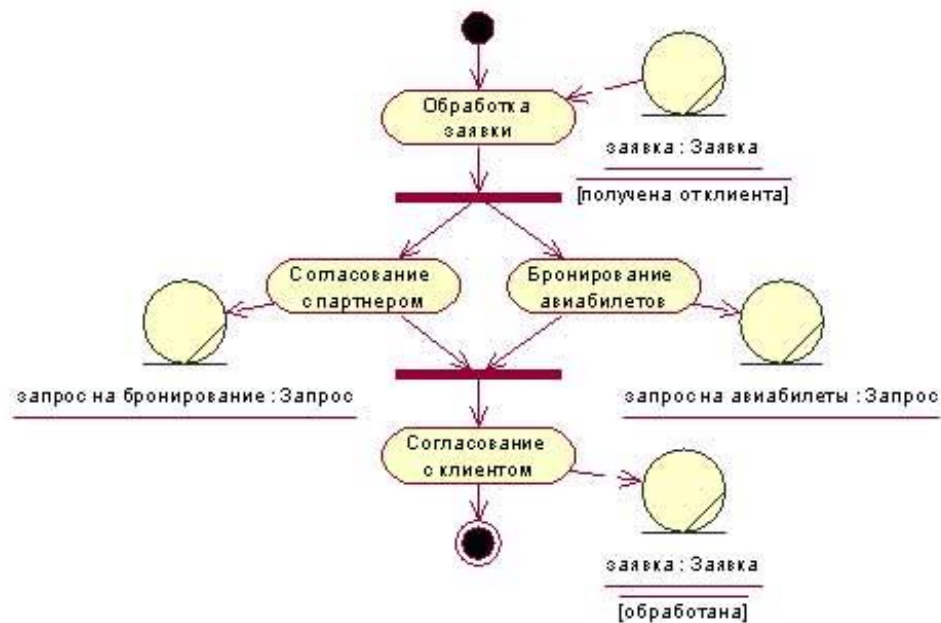 Обработка
заявки
заявка : Заявка
[получена от клиента]
Согласование
с партнером
Бронирование
авиабилетов
запрос на бронирование : Запрос
запрос на авиабилеты : Запрос
Согласование
с клиентом
заявка : Заявка
[обработана]